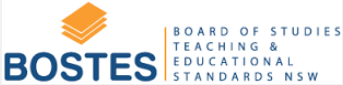 BOSTES
BOARD OF STUDIES
TEACHING &
EDUCATIONAL
STANDARDS NSW